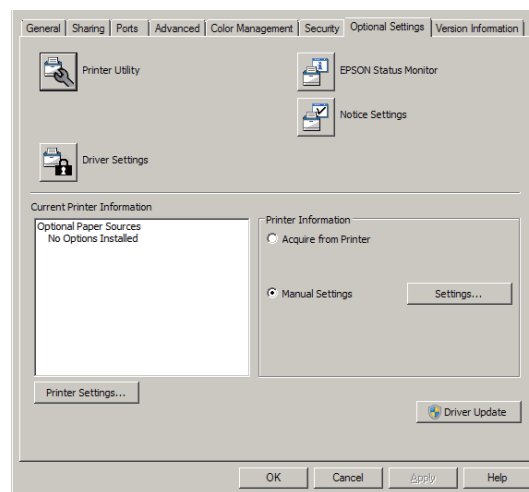 General Sharing Ports Advanced Color Management Security Optional Settings Version Information
Printer Utility
EPSON Status Monitor
Notice Settings
Driver Settings
Current Printer Information
Optional Paper Sources
No Options Installed
Printer Information
Acquire from Printer
Manual Settings
Settings...
Printer Settings...
Driver Update
OK Cancel Apply Help